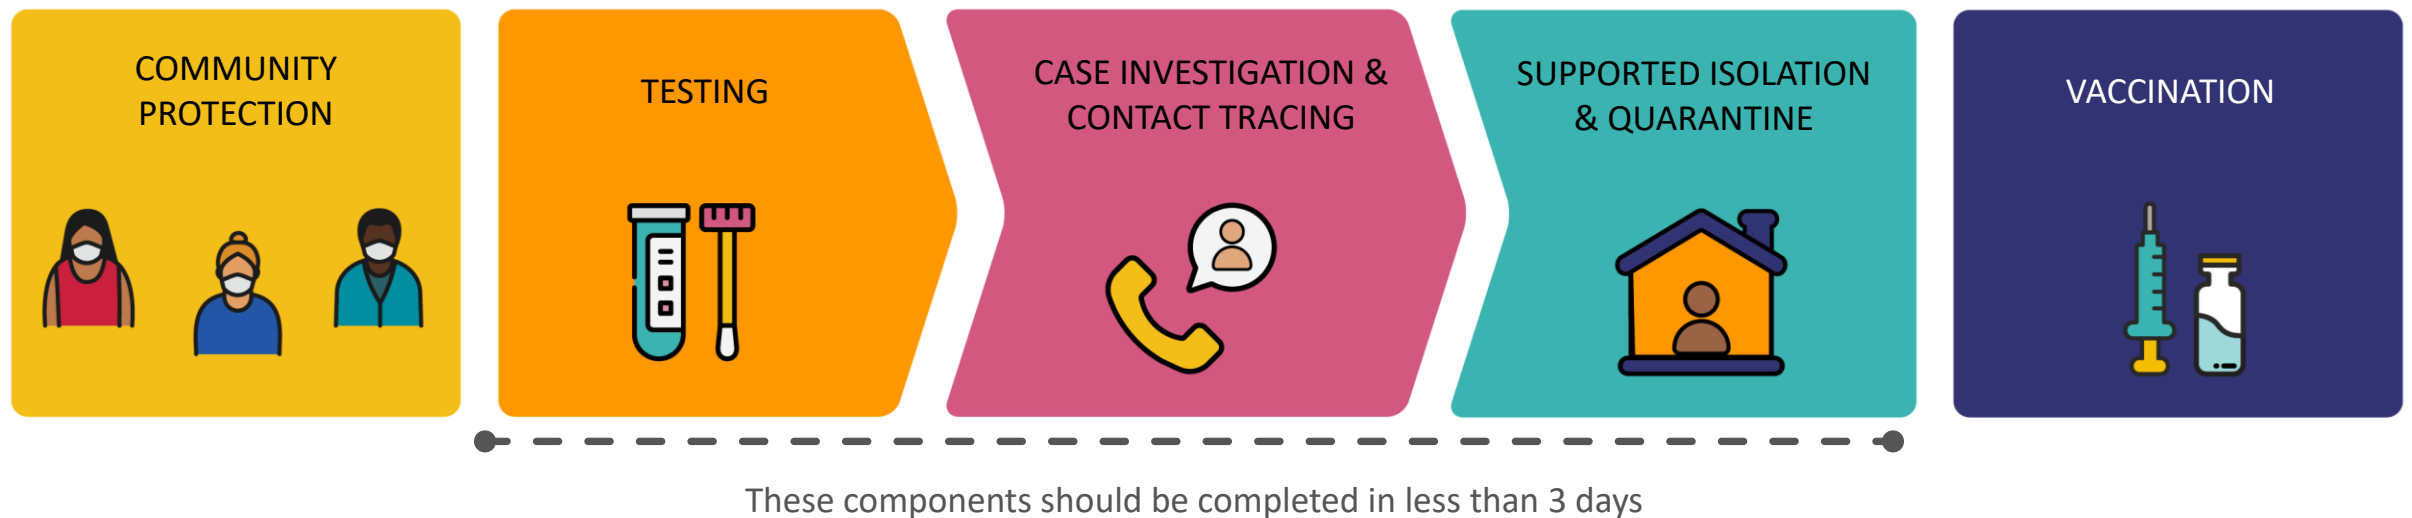 COMMUNITY
PROTECTION
TESTING
CASE INVESTIGATION &
CONTACT TRACING
SUPPORTED ISOLATION
& QUARANTINE
VACCINATION
These components should be completed in less than 3 days